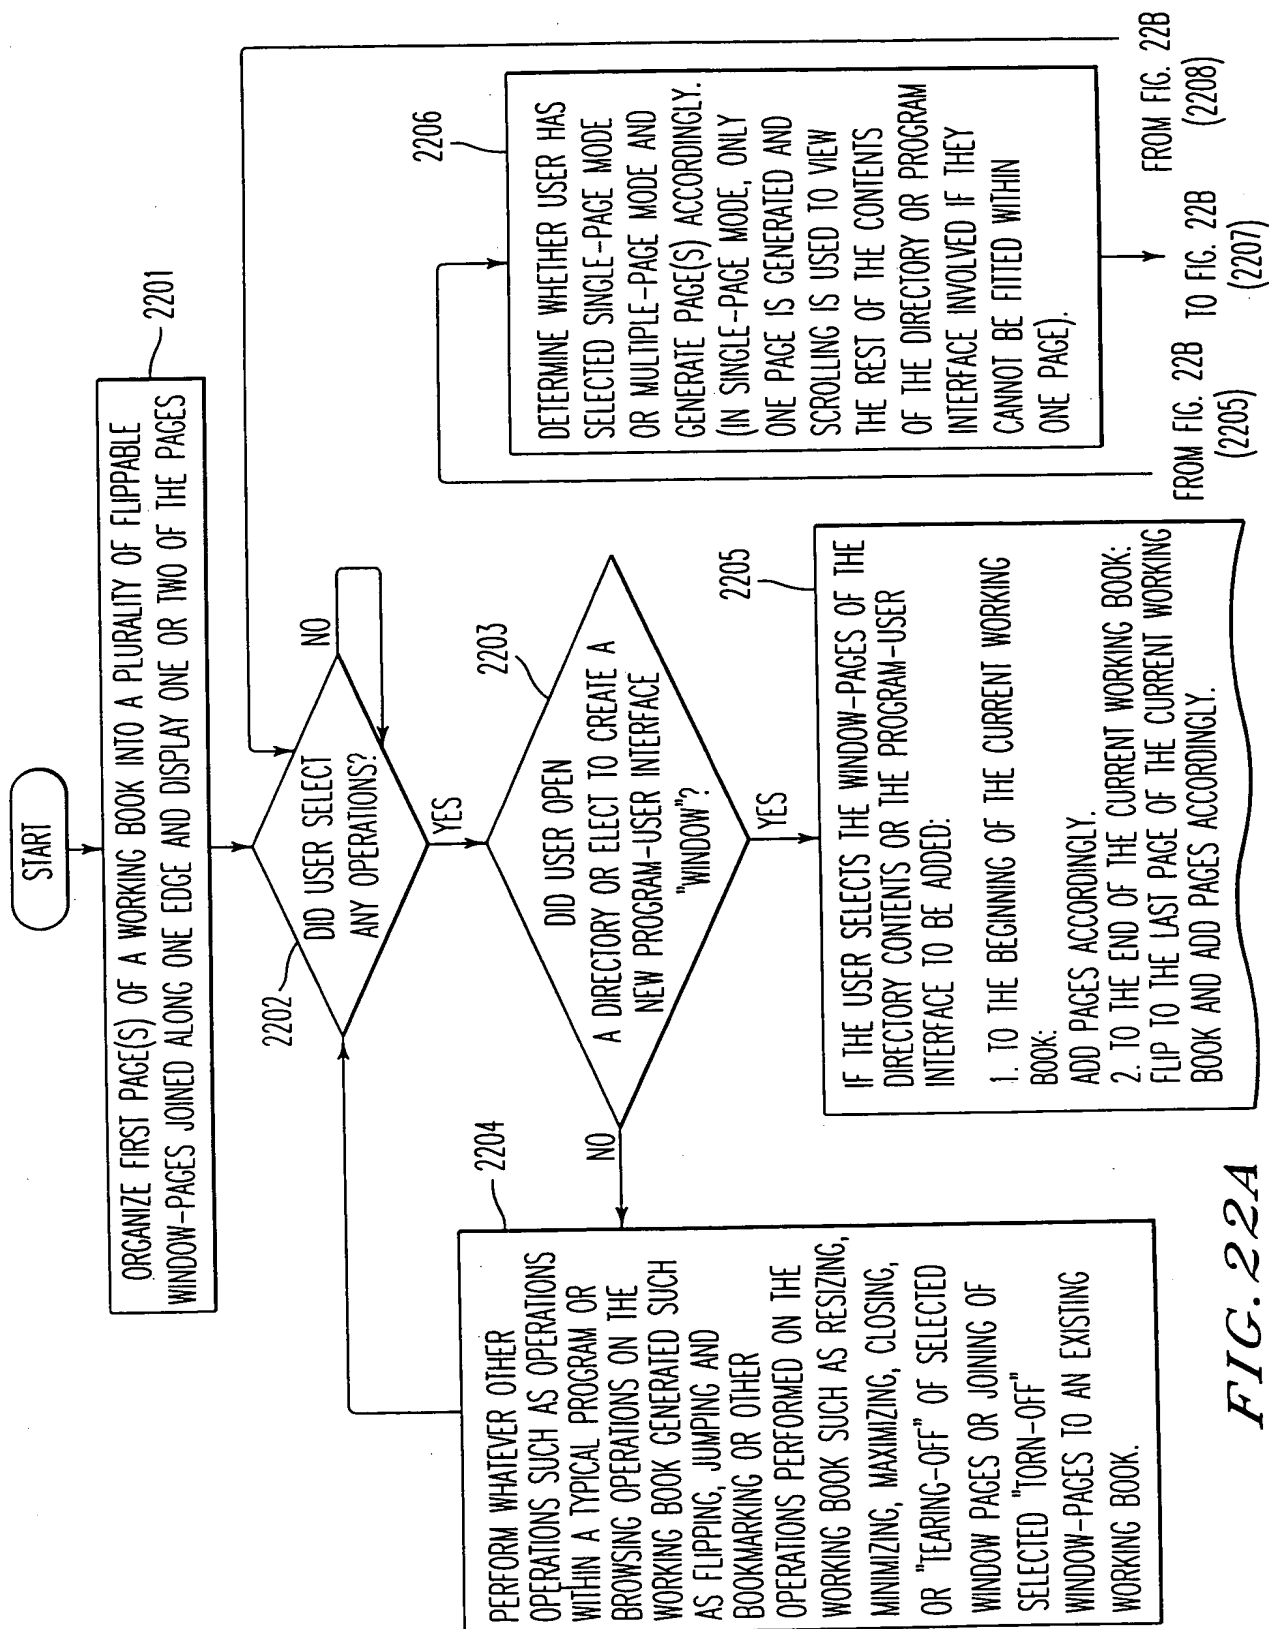 START
2201
ORGANIZE FIRST PAGE(S) OF A WORKING BOOK INTO A PLURALITY OF FLIPPABLE
WINDOW-PAGES JOINED ALONG ONE EDGE AND DISPLAY ONE OR TWO OF THE PAGES
2202
DID USER SELECT
ANY OPERATIONS?
NO
YES
2203
DID USER OPEN
A DIRECTORY OR ELECT TO CREATE A
NEW PROGRAM-USER INTERFACE
"WINDOW"?
NO
YES
2204
PERFORM WHATEVER OTHER
OPERATIONS SUCH AS OPERATIONS
WITHIN A TYPICAL PROGRAM OR
BROWSING OPERATIONS ON THE
WORKING BOOK GENERATED SUCH
AS FLIPPING, JUMPING AND
BOOKMARKING OR OTHER
OPERATIONS PERFORMED ON THE
WORKING BOOK SUCH AS RESIZING,
MINIMIZING, MAXIMIZING, CLOSING,
OR "TEARING-OFF" OF SELECTED
WINDOW PAGES OR JOINING OF
SELECTED "TORN-OFF"
WINDOW-PAGES TO AN EXISTING
WORKING BOOK.
2205
IF THE USER SELECTS THE WINDOW-PAGES OF THE
DIRECTORY CONTENTS OR THE PROGRAM-USER
INTERFACE TO BE ADDED:
1. TO THE BEGINNING OF THE CURRENT WORKING
BOOK:
ADD PAGES ACCORDINGLY.
2. TO THE END OF THE CURRENT WORKING BOOK:
FLIP TO THE LAST PAGE OF THE CURRENT WORKING
BOOK AND ADD PAGES ACCORDINGLY.
2206
DETERMINE WHETHER USER HAS
SELECTED SINGLE-PAGE MODE
OR MULTIPLE-PAGE MODE AND
GENERATE PAGE(S) ACCORDINGLY.
(IN SINGLE-PAGE MODE, ONLY
ONE PAGE IS GENERATED AND
SCROLLING IS USED TO VIEW
THE REST OF THE CONTENTS
OF THE DIRECTORY OR PROGRAM
INTERFACE INVOLVED IF THEY
CANNOT BE FITTED WITHIN
ONE PAGE).
FROM FIG. 22B
(2205)
TO FIG. 22B
(2207)
FROM FIG. 22B
(2208)
FIG. 22A